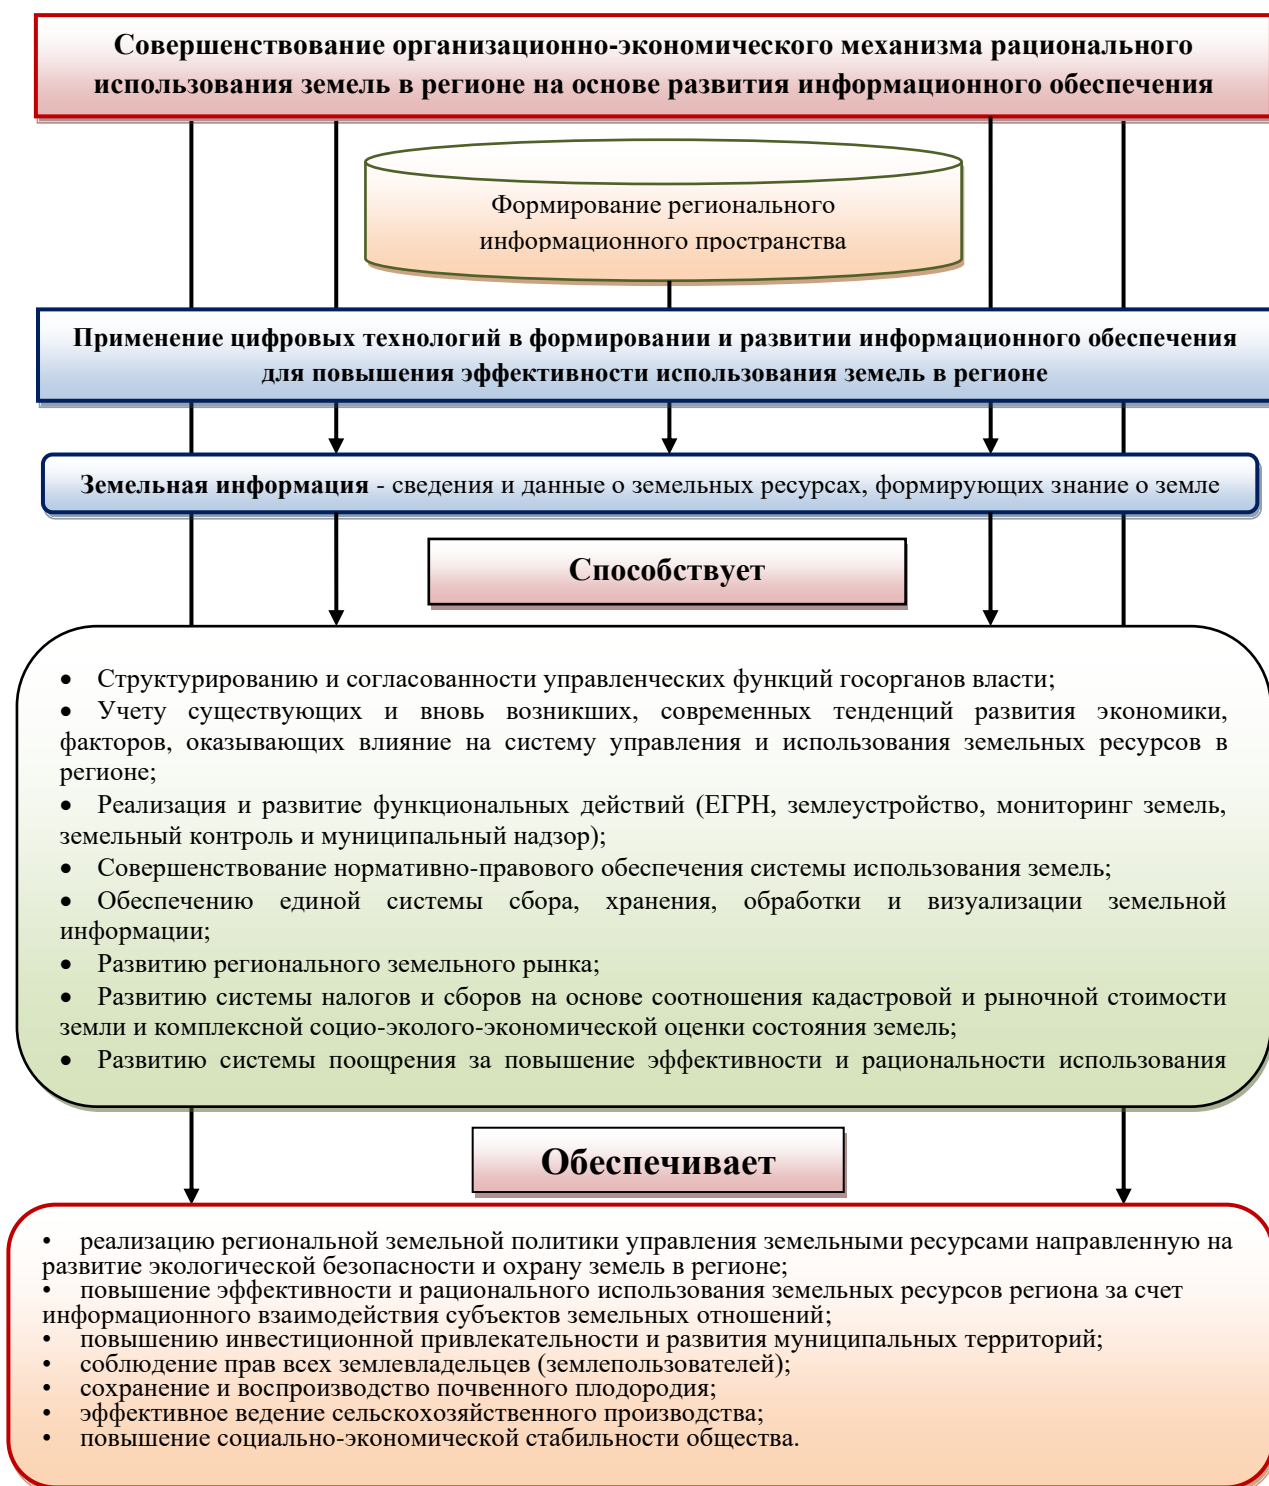 Совершенствование организационно-экономического механизма рационального
использования земель в регионе на основе развития информационного обеспечения
Формирование регионального
информационного пространства
Применение цифровых технологий в формировании и развитии информационного обеспечения
для повышения эффективности использования земель в регионе
Земельная информация - сведения и данные о земельных ресурсах, формирующих знание о земле
Способствует
• Структурированию и согласованности управленческих функций госорганов власти;
• Учету существующих и вновь возникших, современных тенденций развития экономики,
факторов, оказывающих влияние на систему управления и использования земельных ресурсов в
регионе;
• Реализация и развитие функциональных действий (ЕГРН, землеустройство, мониторинг земель,
земельный контроль и муниципальный надзор);
• Совершенствование нормативно-правового обеспечения системы использования земель;
• Обеспечению единой системы сбора, хранения, обработки и визуализации земельной
информации;
• Развитию регионального земельного рынка;
• Развитию системы налогов и сборов на основе соотношения кадастровой и рыночной стоимости
земли и комплексной социо-эколого-экономической оценки состояния земель;
• Развитию системы поощрения за повышение эффективности и рациональности использования
Обеспечивает
• реализацию региональной земельной политики управления земельными ресурсами направленную на
развитие экологической безопасности и охрану земель в регионе;
• повышение эффективности и рационального использования земельных ресурсов региона за счет
информационного взаимодействия субъектов земельных отношений;
• повышению инвестиционной привлекательности и развития муниципальных территорий;
• соблюдение прав всех землевладельцев (землепользователей);
• сохранение и воспроизводство почвенного плодородия;
• эффективное ведение сельскохозяйственного производства;
• повышение социально-экономической стабильности общества.